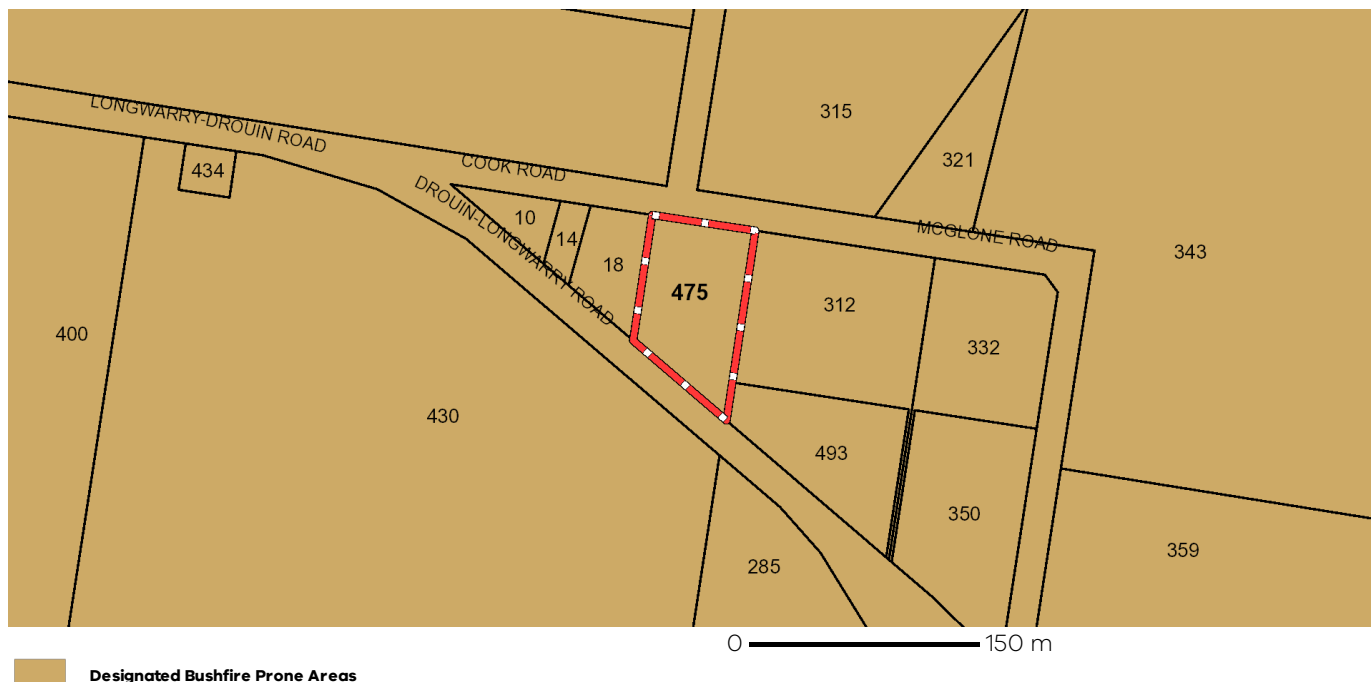 315
LONGWARRY-DROUIN ROAD
321
COOK ROAD
434
DROUIN-LONGWARRY ROAD
10
14
18
MCGLONE ROAD
343
475
312
400
332
430
493
350
359
285
0 150 m
Designated Bushfire Prone Areas